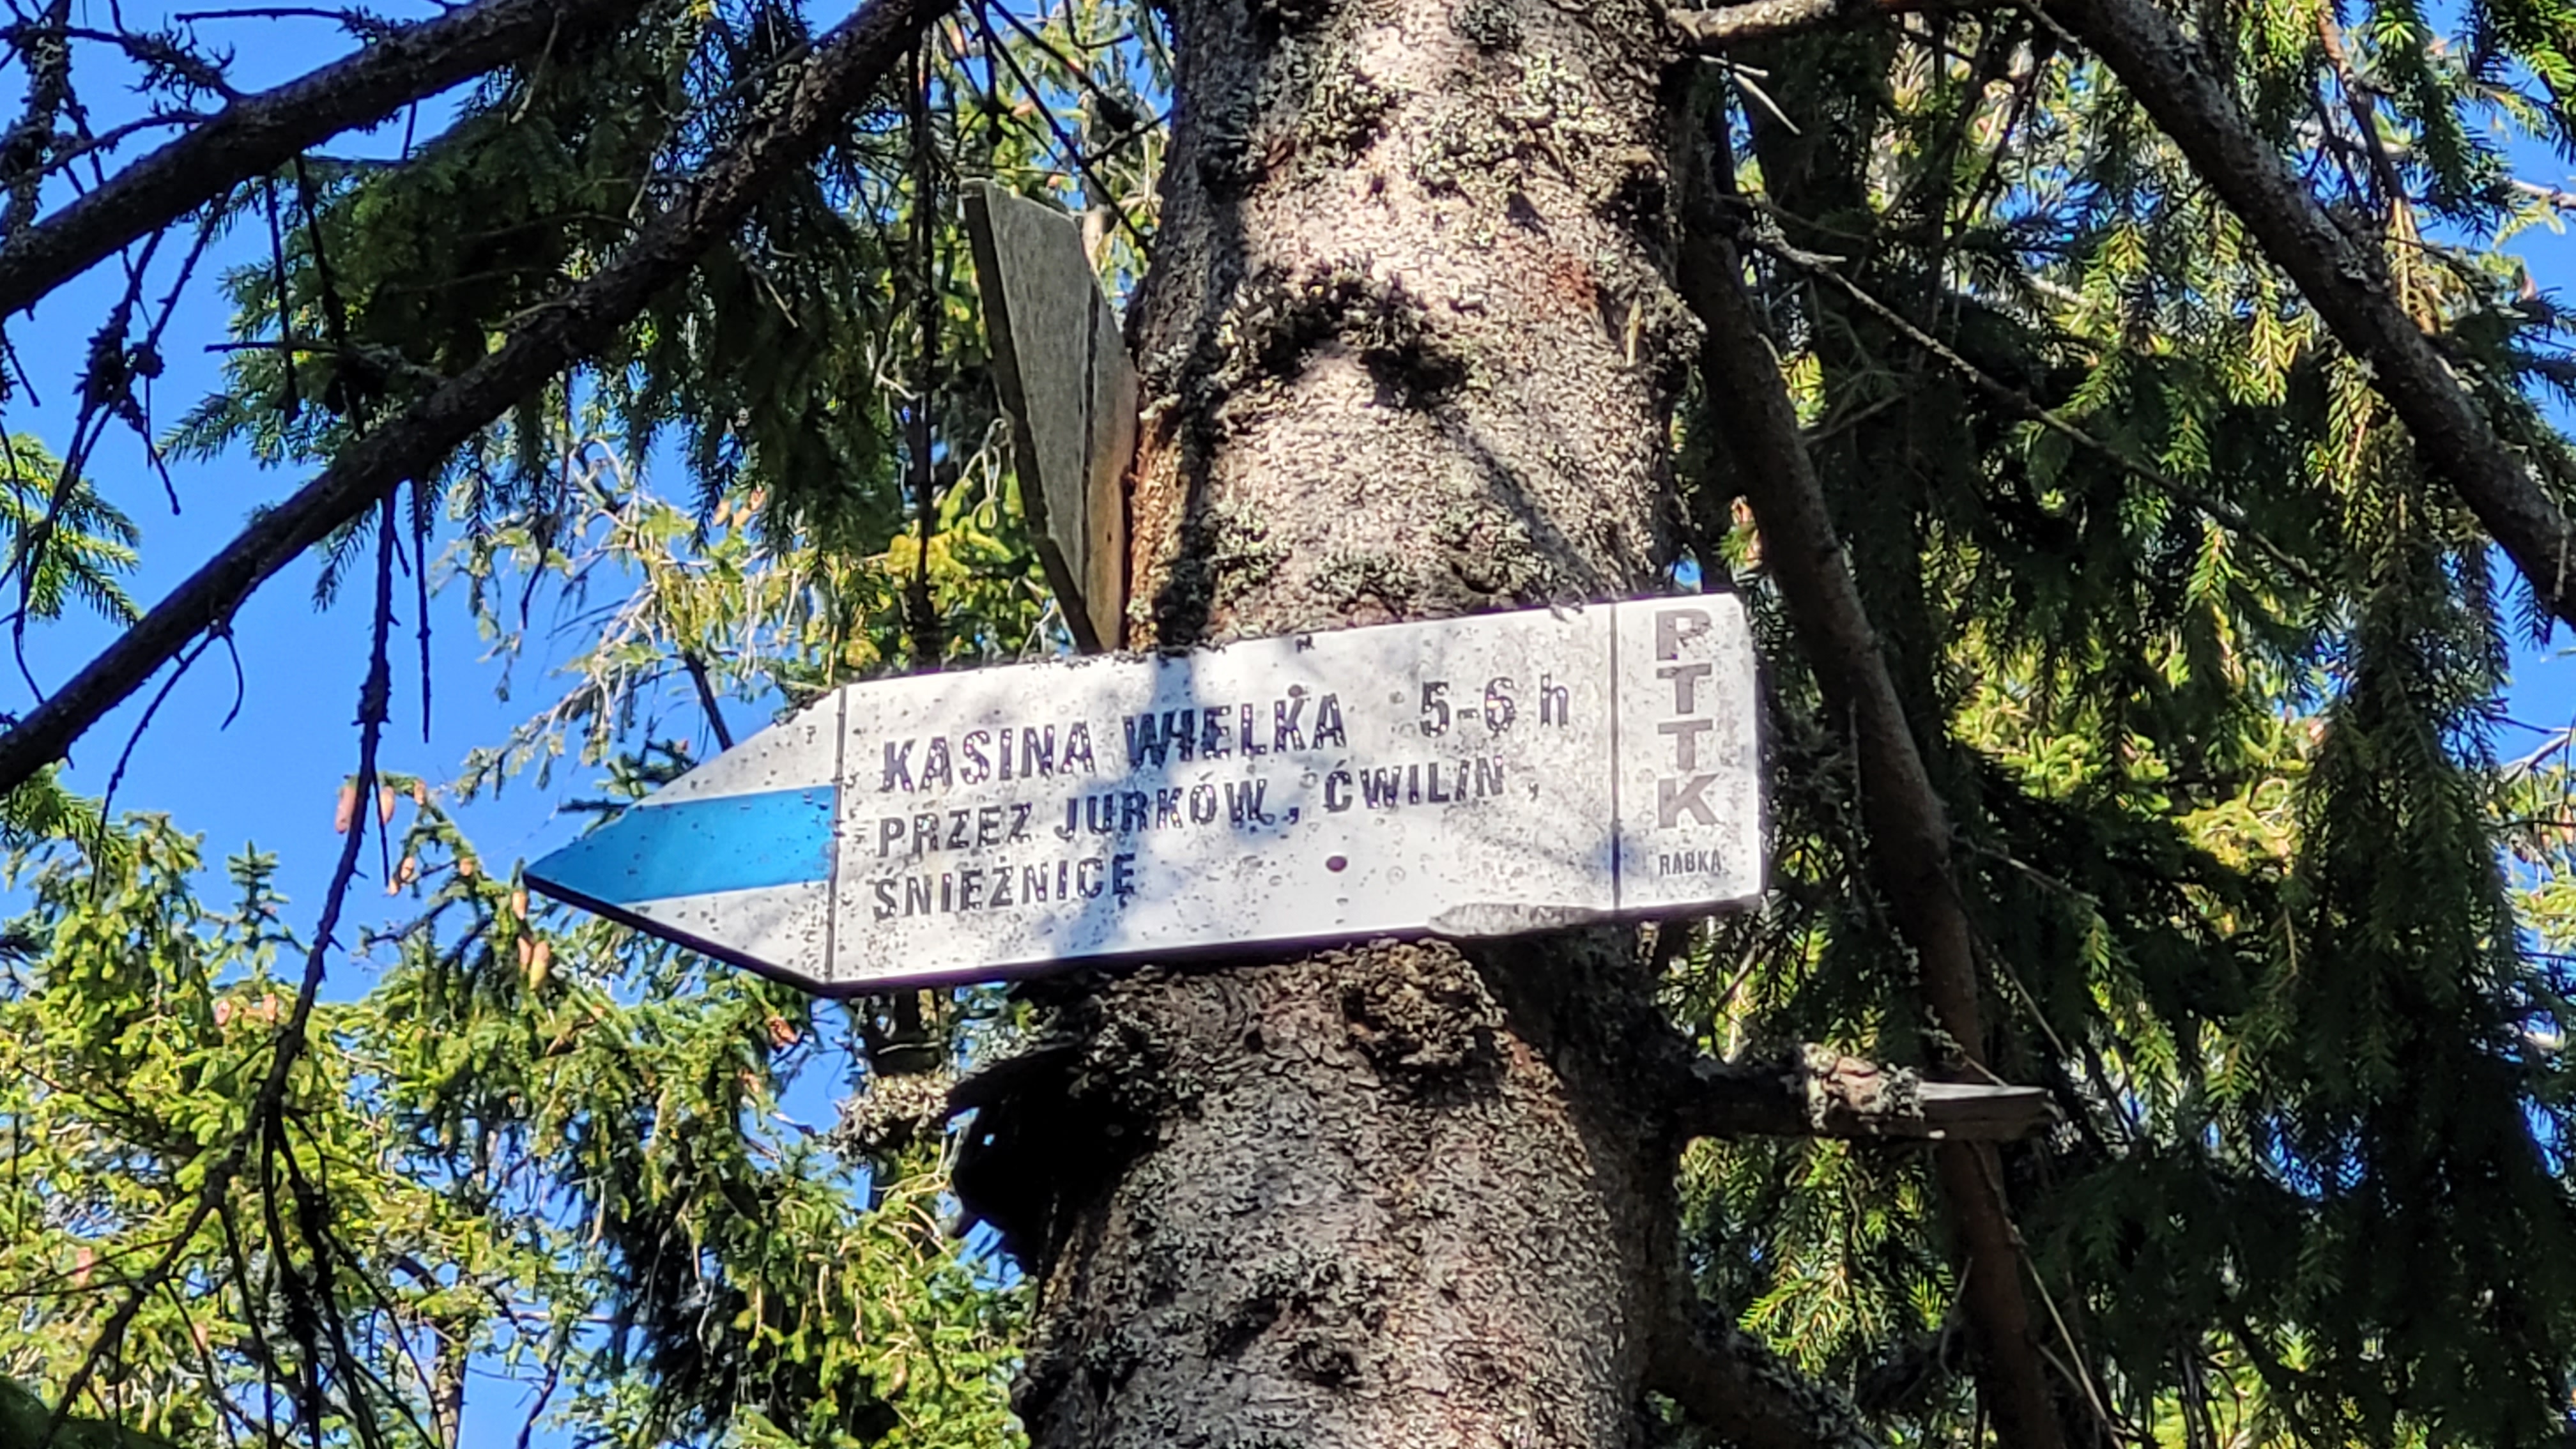 KASINA WIELKA 5-6 h
PRZEZ JURKÓW, ĆWILIN,
ŚNIEŻNICĘ
PTTK
RABKA